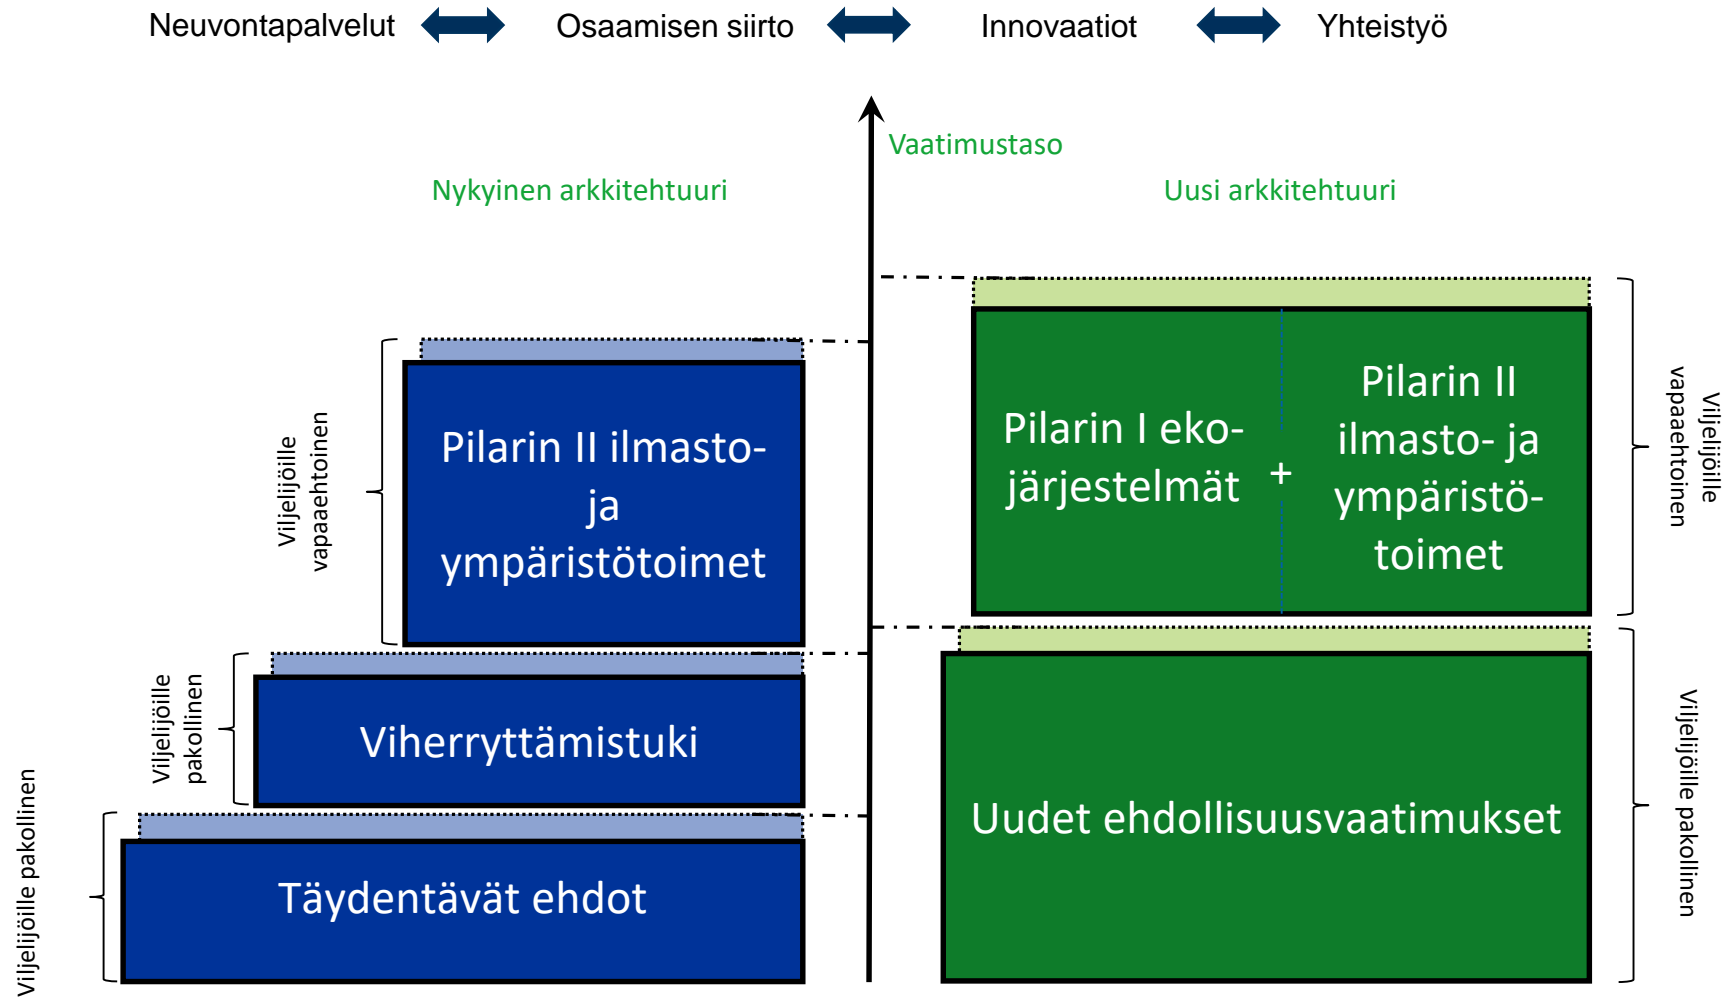 Neuvontapalvelut
Osaamisen siirto
Innovaatiot
Yhteistyö
Vaatimustaso
Nykyinen arkkitehtuuri
Uusi arkkitehtuuri
Viljelijöille
vapaaehtoinen
Pilarin II ilmasto-
ja
ympäristötoimet
Viljelijöille
pakollinen
Viherryttämistuki
Viljelijöille pakollinen
Täydentävät ehdot
Pilarin I eko-
järjestelmät
+
Pilarin II
ilmasto- ja
ympäristö-
toimet
Viljelijöille
vapaaehtoinen
Uudet ehdollisuusvaatimukset
Viljelijöille pakollinen